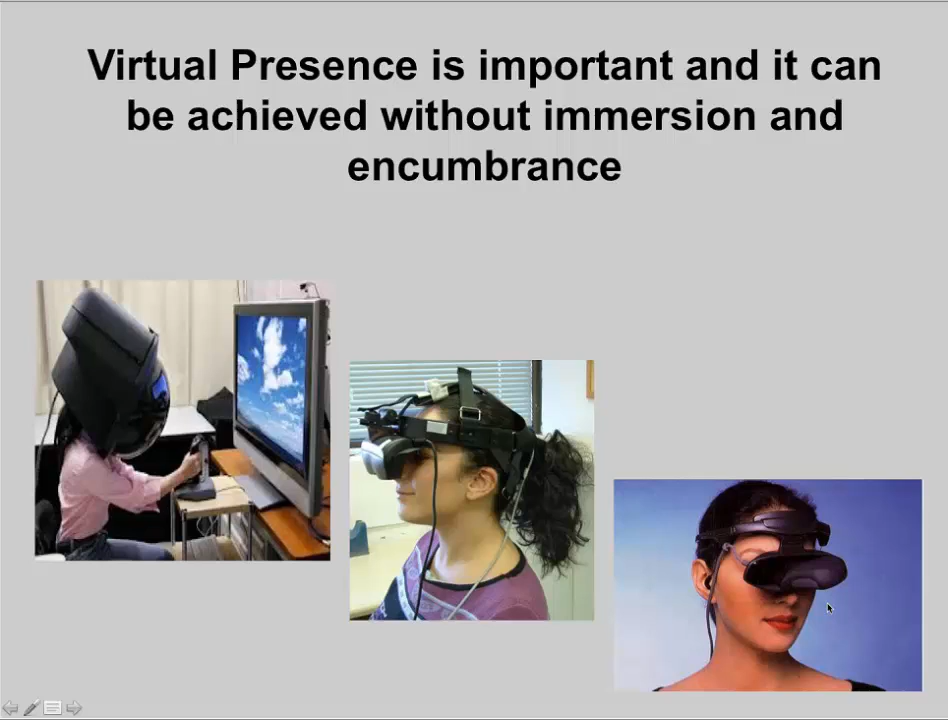 Virtual Presence is important and it can
be achieved without immersion and
encumbrance